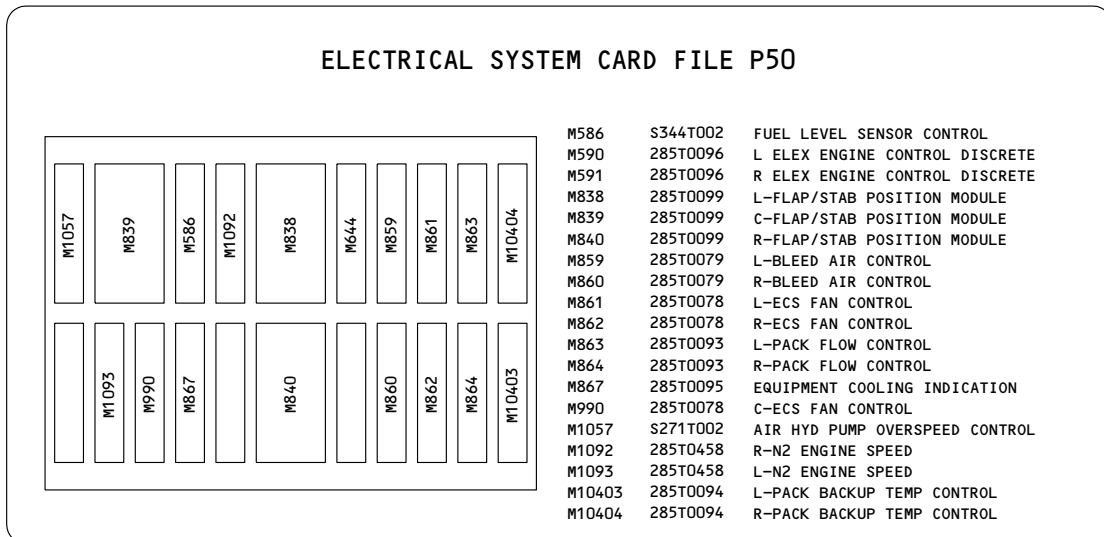 ELECTRICAL SYSTEM CARD FILE P50
M1057
M839
M586
M1092
M838
M644
M859
M861
M863
M10404
M1093
M990
M867
M840
M860
M862
M864
M10403
M586 S344T002 FUEL LEVEL SENSOR CONTROL
M590 285T0096 L ELEX ENGINE CONTROL DISCRETE
M591 285T0096 R ELEX ENGINE CONTROL DISCRETE
M838 285T0099 L-FLAP/STAB POSITION MODULE
M839 285T0099 C-FLAP/STAB POSITION MODULE
M840 285T0099 R-FLAP/STAB POSITION MODULE
M859 285T0079 L-BLEED AIR CONTROL
M860 285T0079 R-BLEED AIR CONTROL
M861 285T0078 L-ECS FAN CONTROL
M862 285T0078 R-ECS FAN CONTROL
M863 285T0093 L-PACK FLOW CONTROL
M864 285T0093 R-PACK FLOW CONTROL
M867 285T0095 EQUIPMENT COOLING INDICATION
M990 285T0078 C-ECS FAN CONTROL
M1057 S271T002 AIR HYD PUMP OVERSPEED CONTROL
M1092 285T0458 R-N2 ENGINE SPEED
M1093 285T0458 L-N2 ENGINE SPEED
M10403 285T0094 L-PACK BACKUP TEMP CONTROL
M10404 285T0094 R-PACK BACKUP TEMP CONTROL